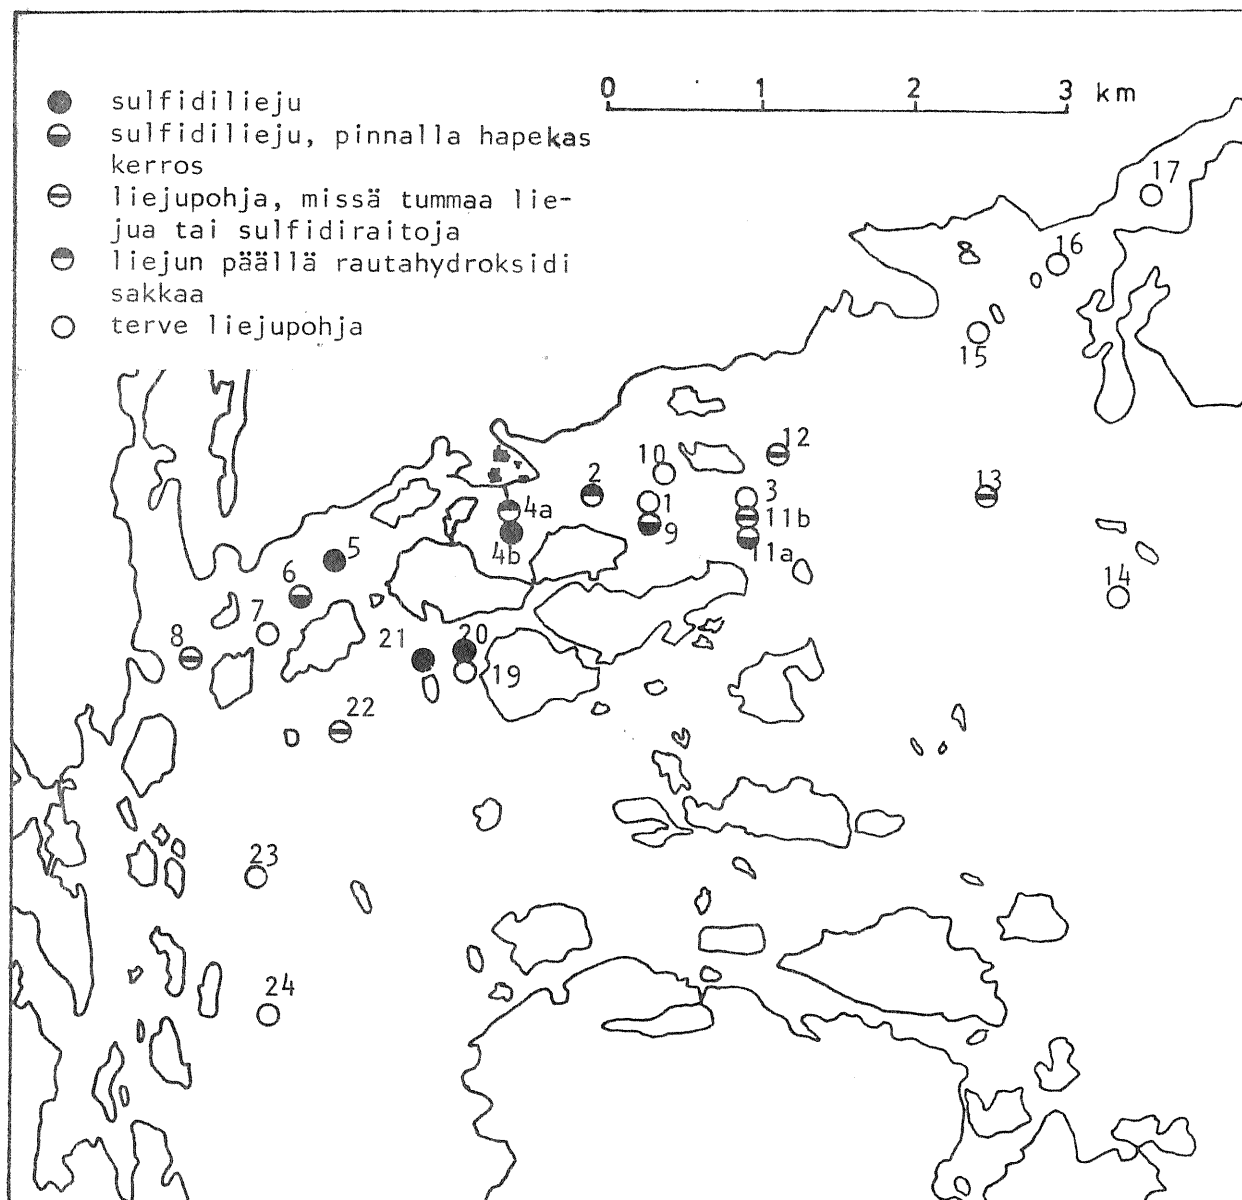 0 1 2 3 km
sulfidilieju
sulfidilieju, pinnalla hapekas
kerros
liejupohja, missä tummaa lie-
jua tai sulfidiraitoja
liejun päällä rautahydroksidi
sakkaa
terve liejupohja
17
16
15
12
10
2
13
3
1
4a
11b
9
4b
11a
5
6
14
7
8
21
20
19
22
23
24